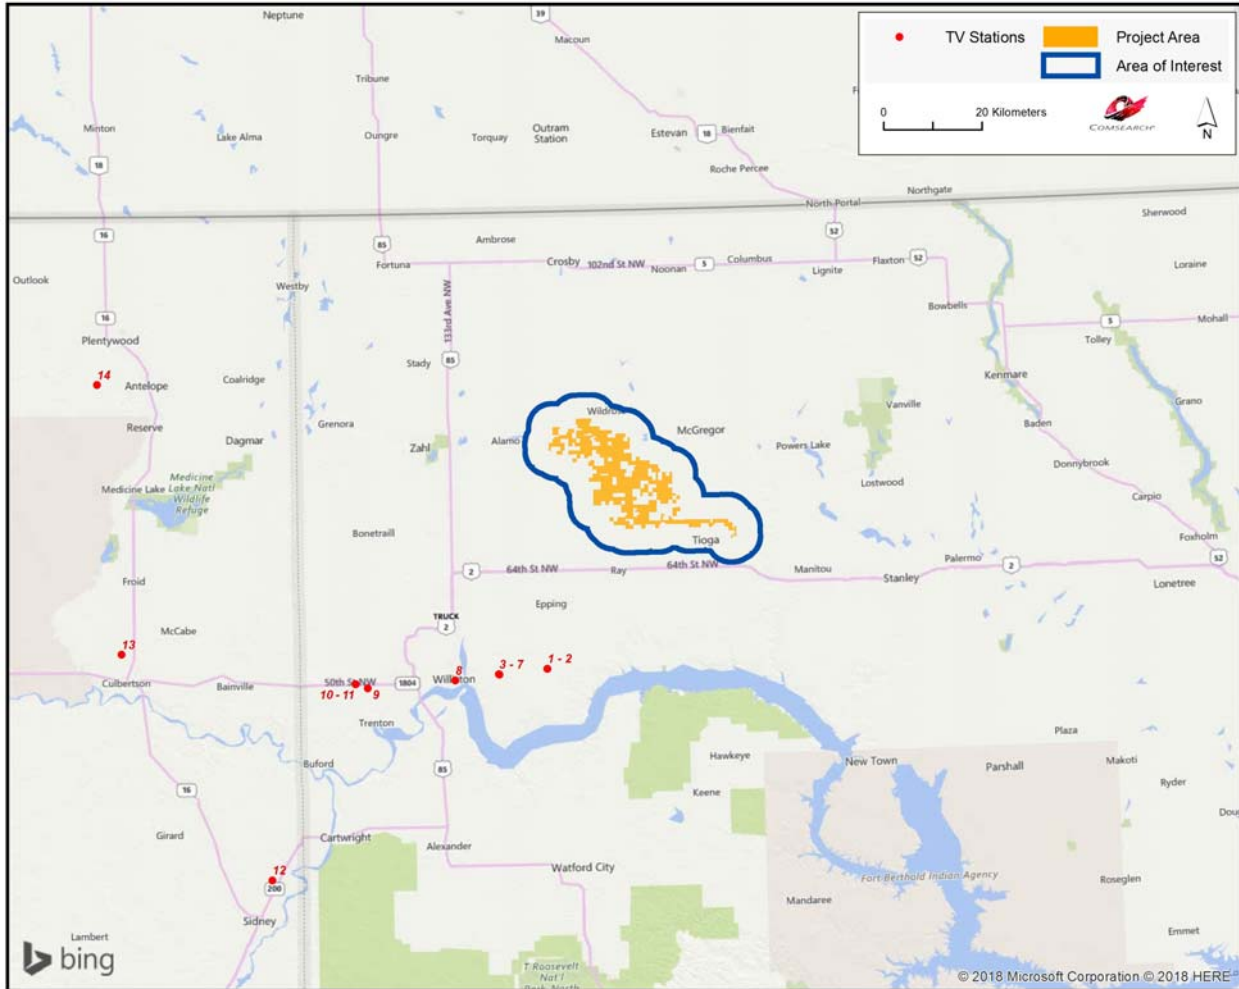 Neptune
39
Macoun
TV Stations
Project Area
Area of Interest
0
20 Kilometers
COMSEARCH
N
Tribune
Minton
Lake Alma
Oungre
Torquay
Outram
Station
Estevan
18
Bienfait
18
Roche Percee
Northgate
North Portal
Sherwood
16
85
Ambrose
52
Fortuna
Crosby
102nd St NW
Noonan
5
Columbus
Lignite
Flaxton
52
Loraine
Outlook
Westby
133rd Ave NW
Bowbells
16
Plentywood
5
Mohall
Tolley
Stady
85
14
Antelope
Coalridge
Kenmare
Vanville
Grano
Reserve
Grenora
Dagmar
Zahl
Alamo
Wildrose
McGregor
Powers Lake
Baden
Donnybrook
Medicine
Lake Natl
Wildlife
Refuge
Medicine Lake
Lostwood
Carpio
Bonetraill
Tioga
Foxholm
52
Froid
2
64th St NW
Ray
64th St NW
Manitou
Stanley
Palermo
2
Lonetree
Epping
TRUCK
2
McCabe
13
Culbertson
Bainville
50th St NW
10 - 11
9
1804
8
Williston
3 - 7
1 - 2
Trenton
Buford
85
Plaza
Hawkeye
New Town
Parshall
Makoti
16
Keene
Ryder
Girard
Cartwright
Alexander
12
200
Watford City
Fort Berthold Indian Agency
Roseglen
Mandaree
Sidney
Lambert
Emmet
bing
T Roosevelt
Nat'l
Park North
© 2018 Microsoft Corporation © 2018 HERE